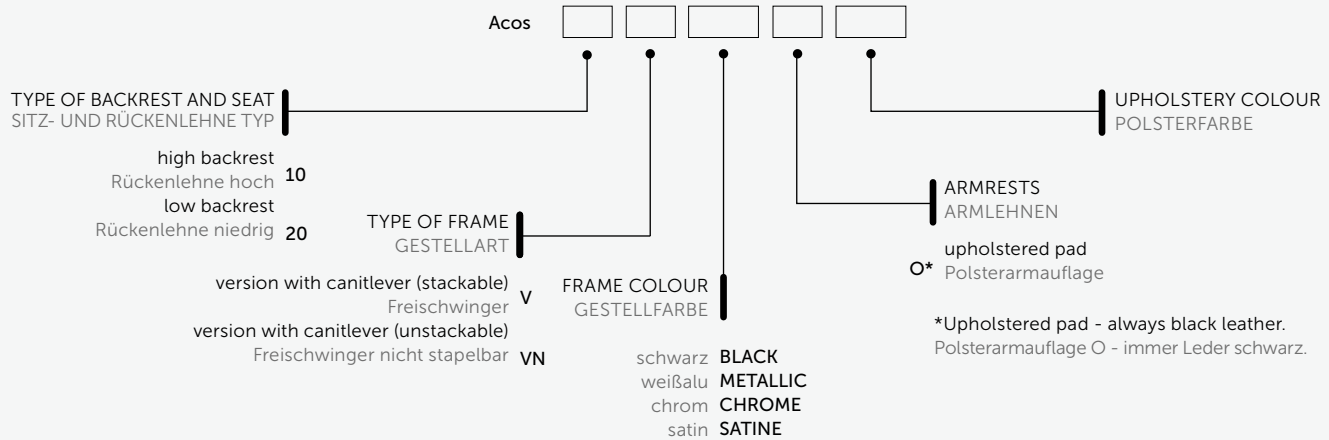 Acos
TYPE OF BACKREST AND SEAT
SITZ- UND RÜCKENLEHNE TYP
high backrest
Rückenlehne hoch 10
low backrest
Rückenlehne niedrig 20
TYPE OF FRAME
GESTELLART
version with canitlever (stackable)
Freischwinger V
version with canitlever (unstackable)
Freischwinger nicht stapelbar VN
FRAME COLOUR
GESTELLFARBE
schwarz BLACK
weißalu METALLIC
chrom CHROME
satin SATINE
ARMRESTS
ARMLEHNEN
upholstered pad
O* Polsterarmauflage
*Upholstered pad - always black leather.
Polsterarmauflage O - immer Leder schwarz.
UPHOLSTERY COLOUR
POLSTERFARBE